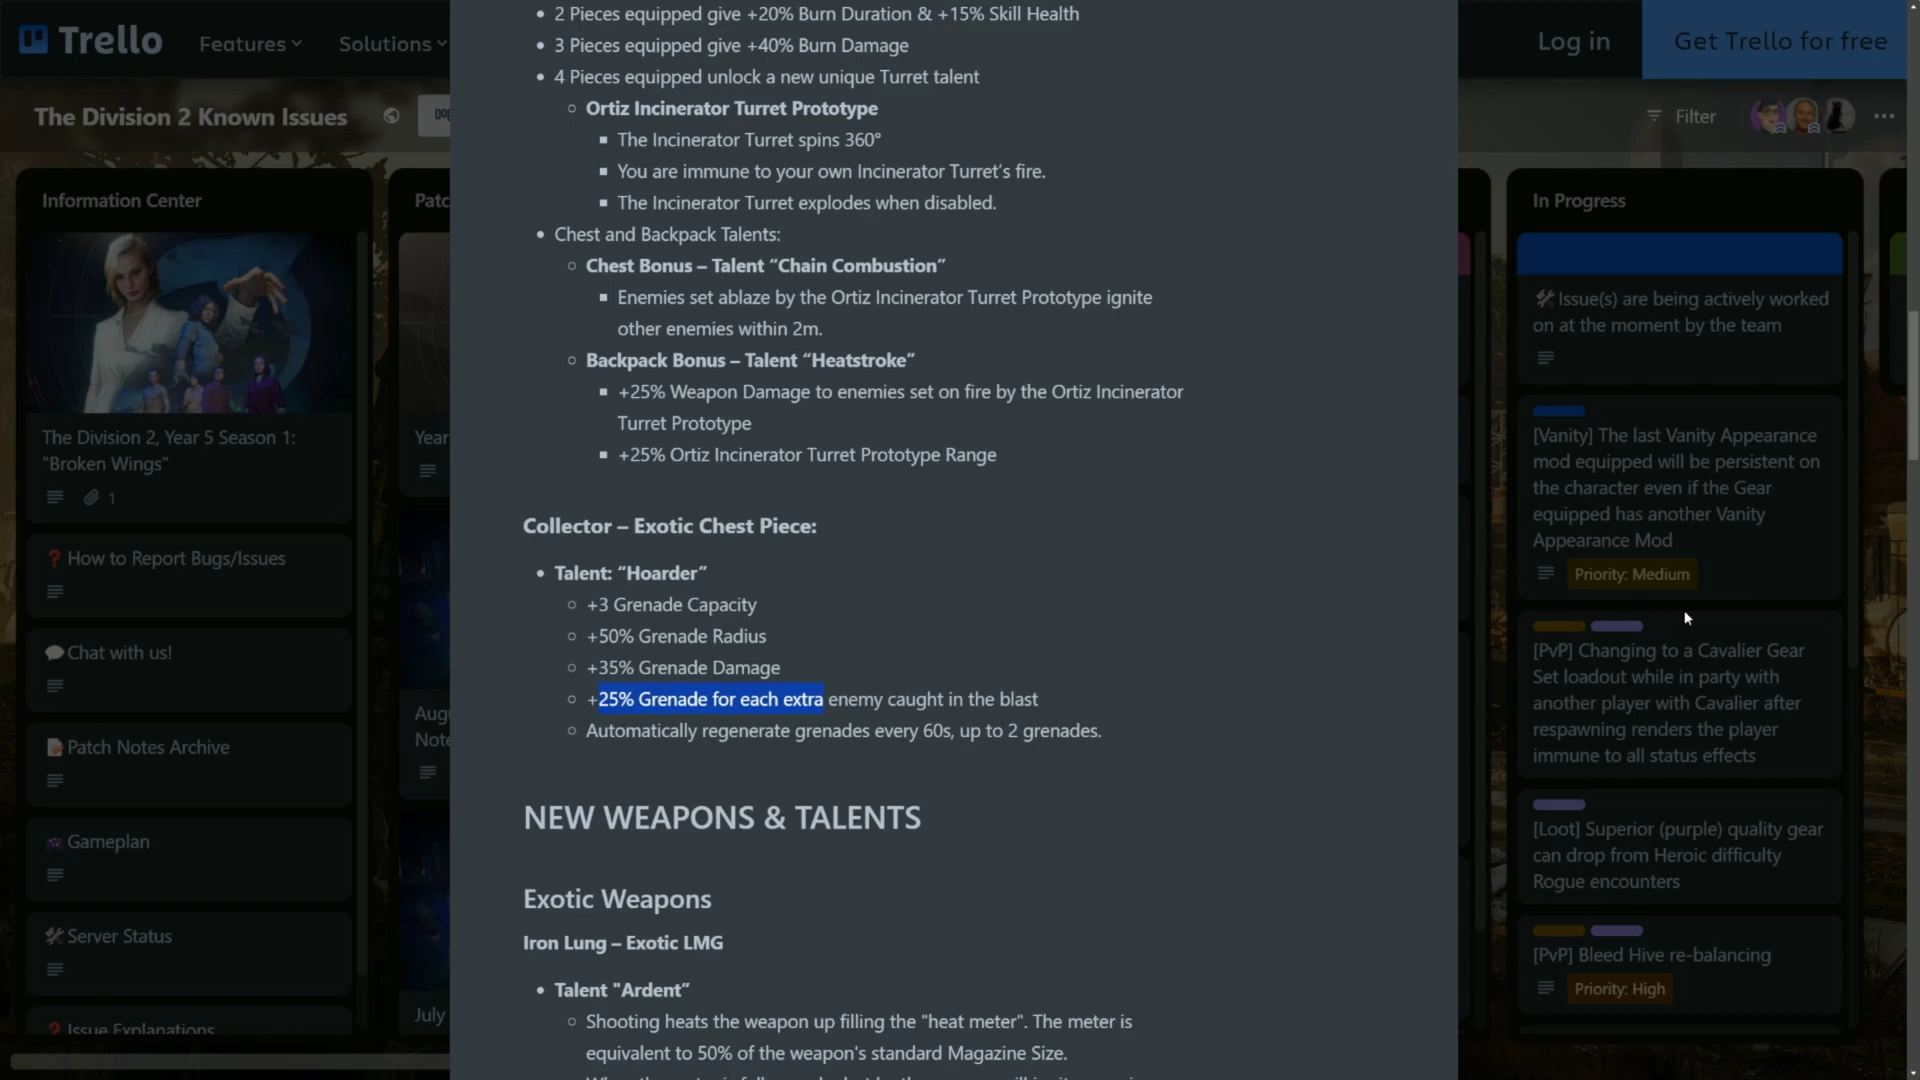 Trello
Features
Solutions
Log in
Get Trello for free
The Division 2 Known Issues
Filter
Information Center
The Division 2, Year 5 Season 1:
"Broken Wings"
1
❓How to Report Bugs/Issues
💬Chat with us!
📝Patch Notes Archive
🎮Gameplan
🛠Server Status
❓Issue Explanations
July
2 Pieces equipped give +20% Burn Duration & +15% Skill Health
3 Pieces equipped give +40% Burn Damage
4 Pieces equipped unlock a new unique Turret talent
Ortiz Incinerator Turret Prototype
The Incinerator Turret spins 360°
You are immune to your own Incinerator Turret’s fire.
The Incinerator Turret explodes when disabled.
Chest and Backpack Talents:
Chest Bonus – Talent “Chain Combustion”
Enemies set ablaze by the Ortiz Incinerator Turret Prototype ignite
other enemies within 2m.
Backpack Bonus – Talent “Heatstroke”
+25% Weapon Damage to enemies set on fire by the Ortiz Incinerator
Turret Prototype
+25% Ortiz Incinerator Turret Prototype Range
Collector – Exotic Chest Piece:
Talent: “Hoarder”
+3 Grenade Capacity
+50% Grenade Radius
+35% Grenade Damage
+25% Grenade for each extra enemy caught in the blast
Automatically regenerate grenades every 60s, up to 2 grenades.
NEW WEAPONS & TALENTS
Exotic Weapons
Iron Lung – Exotic LMG
Talent "Ardent”
Shooting heats the weapon up filling the "heat meter". The meter is
equivalent to 50% of the weapon's standard Magazine Size.
In Progress
🛠Issue(s) are being actively worked
on at the moment by the team
[Vanity] The last Vanity Appearance
mod equipped will be persistent on
the character even if the Gear
equipped has another Vanity
Appearance Mod
Priority: Medium
[PvP] Changing to a Cavalier Gear
Set loadout while in party with
another player with Cavalier after
respawning renders the player
immune to all status effects
[Loot] Superior (purple) quality gear
can drop from Heroic difficulty
Rogue encounters
[PvP] Bleed Hive re-balancing
Priority: High